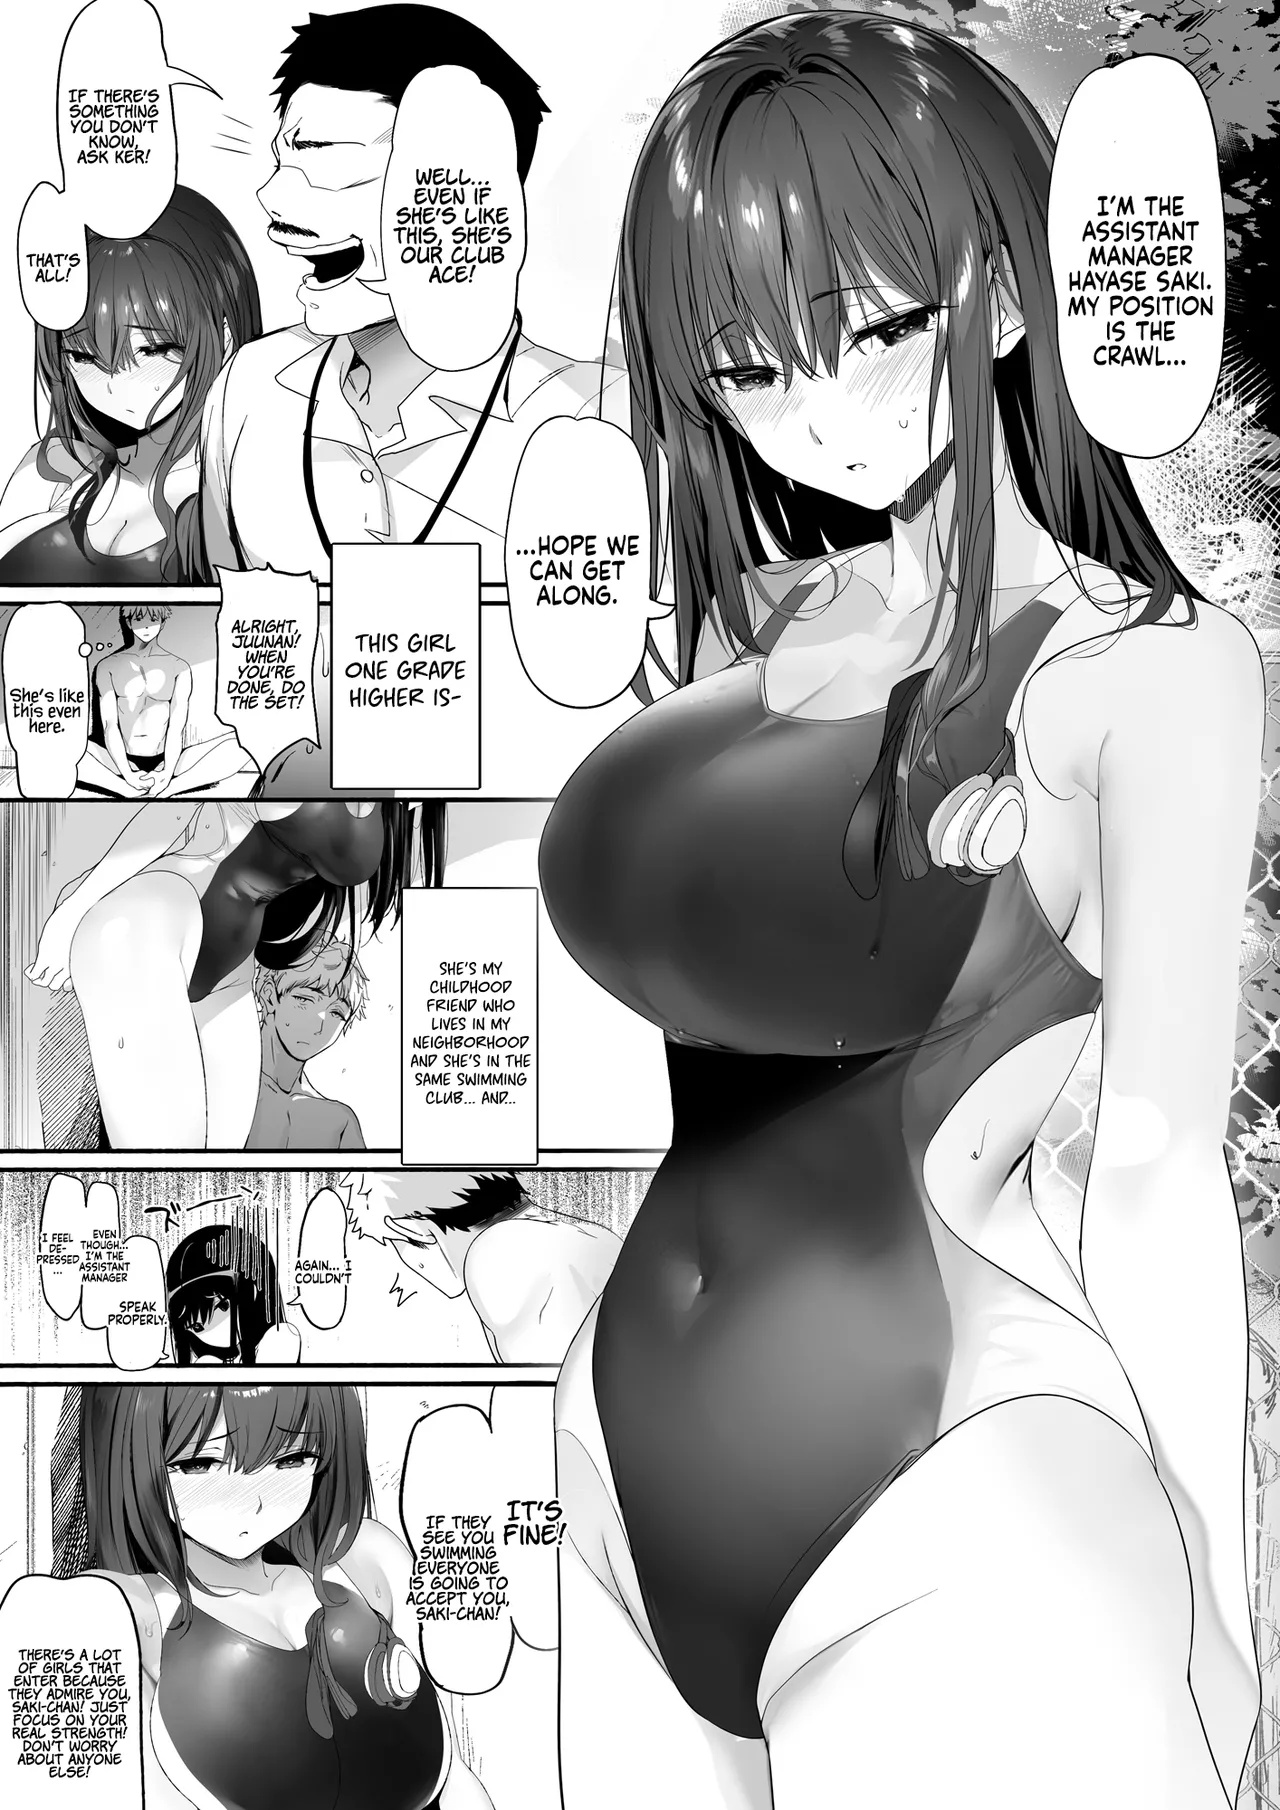 I'M THE
ASSISTANT
MANAGER
HAYASE SAKI.
MY POSITION
IS THE
CRAWL...
...HOPE WE
CAN GET
ALONG.
WELL...
EVEN IF
SHE'S LIKE
THIS, SHE'S
OUR CLUB
ACE!
IF THERE'S
SOMETHING
YOU DON'T
KNOW,
ASK KER!
THAT'S
ALL!
THIS GIRL
ONE GRADE
HIGHER IS-
ALRIGHT,
JUUNAN!
WHEN
YOU'RE
DONE, DO
THE SET!
She's like
this even
here.
SHE'S MY
CHILDHOOD
FRIEND WHO
LIVES IN MY
NEIGHBORHOOD
AND SHE'S IN THE
SAME SWIMMING
CLUB... AND...
AGAIN... I
COULDN'T
ズーン
EVEN
THOUGH...
I'M THE
ASSISTANT
MANAGER
I FEEL
DE-
PRESSED
...
SPEAK
PROPERLY.
IT'S
FINE!
IF THEY
SEE YOU
SWIMMING
EVERYONE
IS GOING TO
ACCEPT YOU,
SAKI-CHAN!
THERE'S A LOT
OF GIRLS THAT
ENTER BECAUSE
THEY ADMIRE YOU,
SAKI-CHAN! JUST
FOCUS ON YOUR
REAL STRENGTH!
DON'T WORRY
ABOUT ANYONE
ELSE!